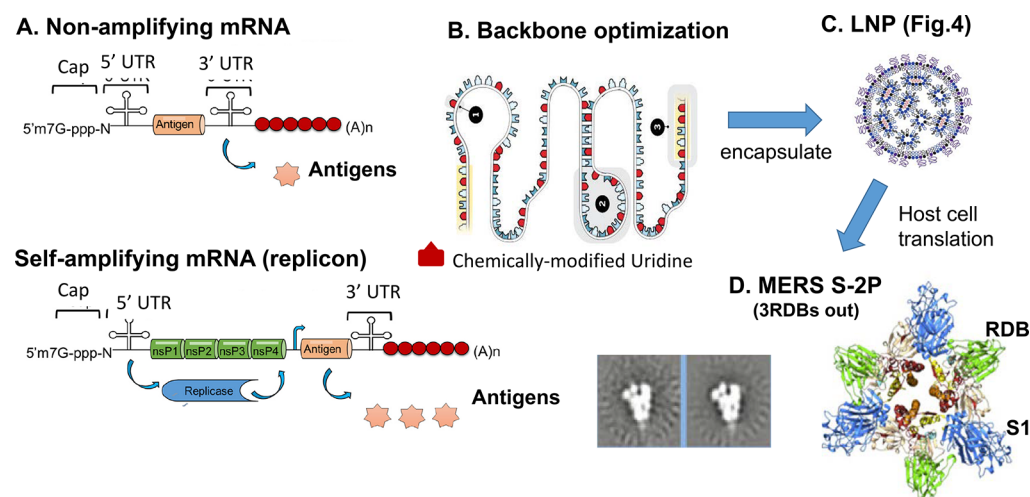 A. Non-amplifying mRNA
Cap
5' UTR
3' UTR
5'm7G-ppp-N
Antigen
(A)n
Antigens
Self-amplifying mRNA (replicon)
Cap
5' UTR
3' UTR
5'm7G-ppp-N
nsP1
nsP2
nsP3
nsP4
Antigen
(A)n
Replicase
Antigens
B. Backbone optimization
1
2
3
Chemically-modified Uridine
encapsulate
C. LNP (Fig.4)
Host cell
translation
D. MERS S-2P
(3RDBs out)
RDB
S1